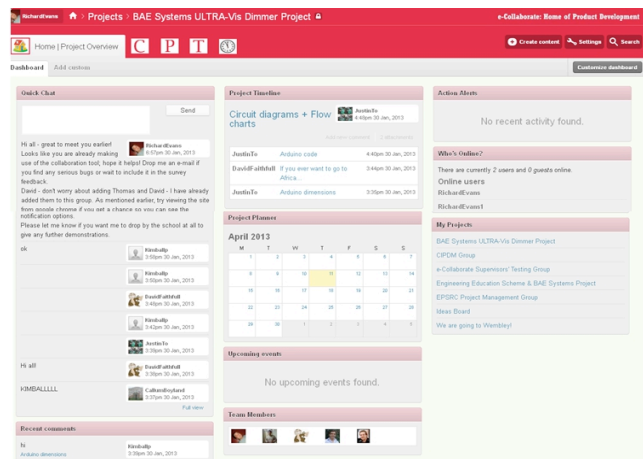 RichardEvans
Projects
BAE Systems ULTRA-Vis Dimmer Project
e-Collaborate: Home of Product Development
Home | Project Overview
C
P
T
Create content
Settings
Search
Dashboard
Add custom
Customize dashboard
Quick Chat
Send
RichardEvans
8:57pm 30 Jan, 2013
Hi all - great to meet you earlier!
Looks like you are already making
use of the collaboration tool, hope it helps! Drop me an e-mail if
you find any serious bugs or wait to include it in the survey
feedback.
David - don't worry about adding Thomas and David - I have already
added them to this group. As mentioned earlier, try viewing the site
from google chrome if you get a chance so you can see the
notification options.
Please let me know if you want me to drop by the school at all to
give any further demonstrations.
ok
Kimballp
3:50pm 30 Jan, 2013
Kimballp
3:50pm 30 Jan, 2013
DavidFaithfull
3:46pm 30 Jan, 2013
Kimballp
3:42pm 30 Jan, 2013
JustinTo
3:39pm 30 Jan, 2013
Hi all!
DavidFaithfull
3:38pm 30 Jan, 2013
KIMBALLLLL
CallumBoyland
3:37pm 30 Jan, 2013
Full view
Recent comments
hi
Arduino dimensions
Kimballp
3:39pm 30 Jan, 2013
Project Timeline
Circuit diagrams + Flow
charts
JustinTo
4:40pm 30 Jan, 2013
JustinTo
Arduino code
4:40pm 30 Jan, 2013
DavidFaithfull
If you ever want to go to
Africa...
3:44pm 30 Jan, 2013
JustinTo
Arduino dimensions
3:35pm 30 Jan, 2013
Project Planner
April 2013
M T W T F S S
1 2 3 4 5 6 7
8 9 10 11 12 13 14
15 16 17 18 19 20 21
22 23 24 25 26 27 28
29 30 1 2 3 4 5
Upcoming events
No upcoming events found.
Team Members
Action Alerts
No recent activity found.
Who's Online?
There are currently 2 users and 0 guests online.
Online users
RichardEvans
RichardEvans1
My Projects
BAE Systems ULTRA-Vis Dimmer Project
CIPDM Group
e-Collaborate Supervisors' Testing Group
Engineering Education Scheme & BAE Systems Project
EPSRC Project Management Group
Ideas Board
We are going to Wembley!